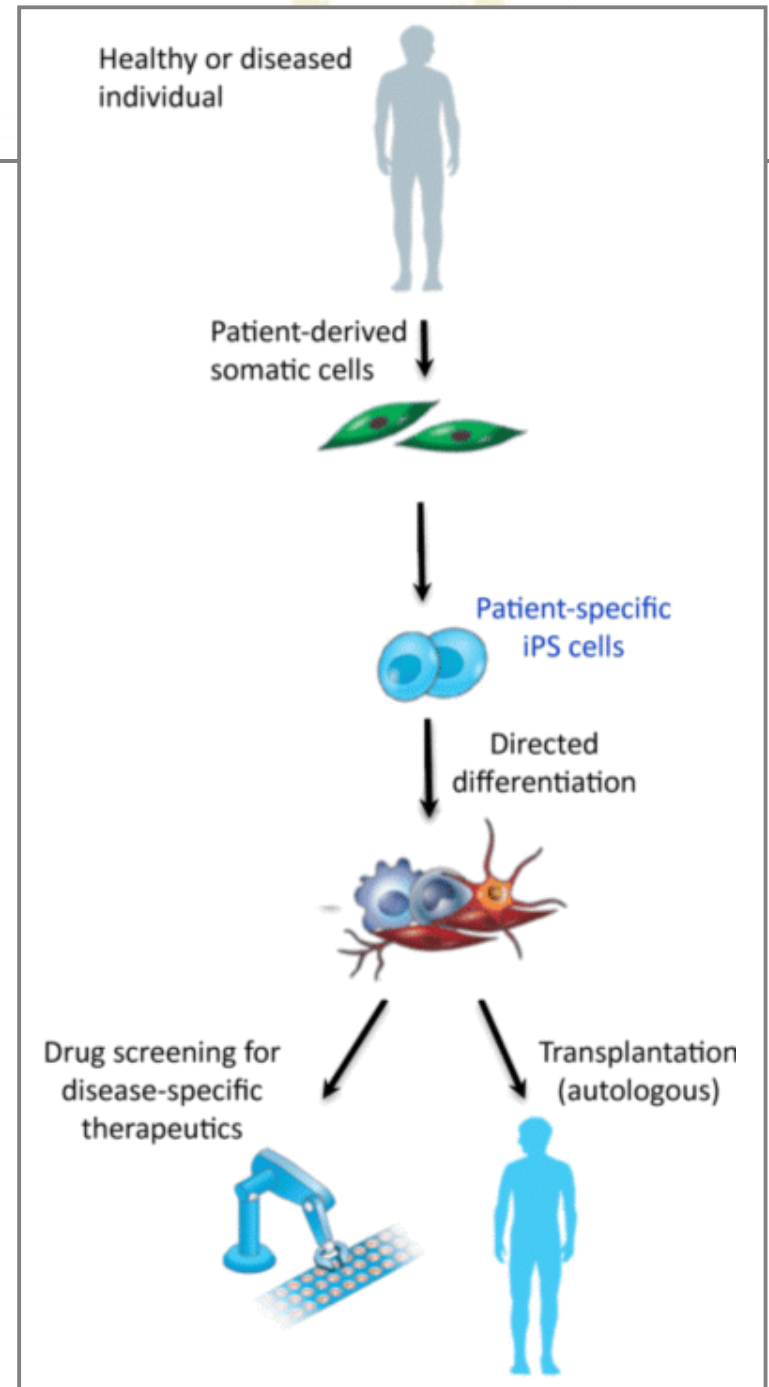 Healthy or diseased
individual
Patient-derived
somatic cells
Patient-specific
iPS cells
Directed
differentiation
Drug screening for
disease-specific
therapeutics
Transplantation
(autologous)